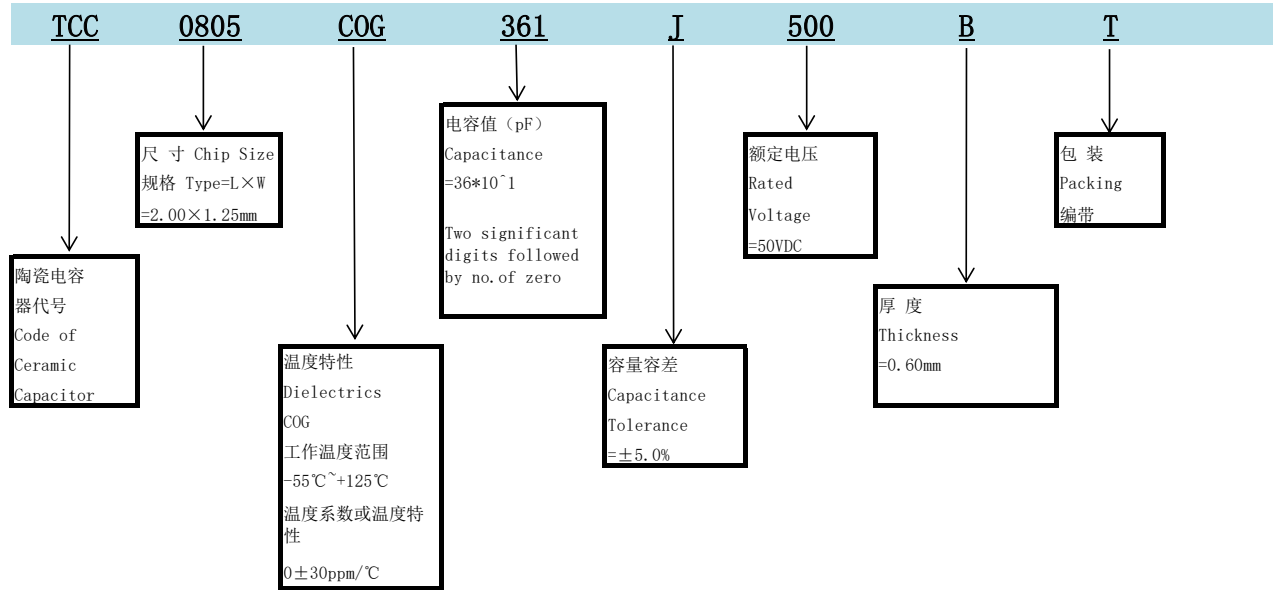 TCC 0805 COG 361 J 500 B T
陶瓷电容
器代号
Code of
Ceramic
Capacitor
尺 寸 Chip Size
规格 Type=L×W
=2.00×1.25mm
温度特性
Dielectrics
COG
工作温度范围
-55℃~+125℃
温度系数或温度特
性
0±30ppm/℃
电容值（pF）
Capacitance
=36*10^1
Two significant
digits followed
by no.of zero
容量容差
Capacitance
Tolerance
=±5.0%
额定电压
Rated
Voltage
=50VDC
厚 度
Thickness
=0.60mm
包 装
Packing
编带